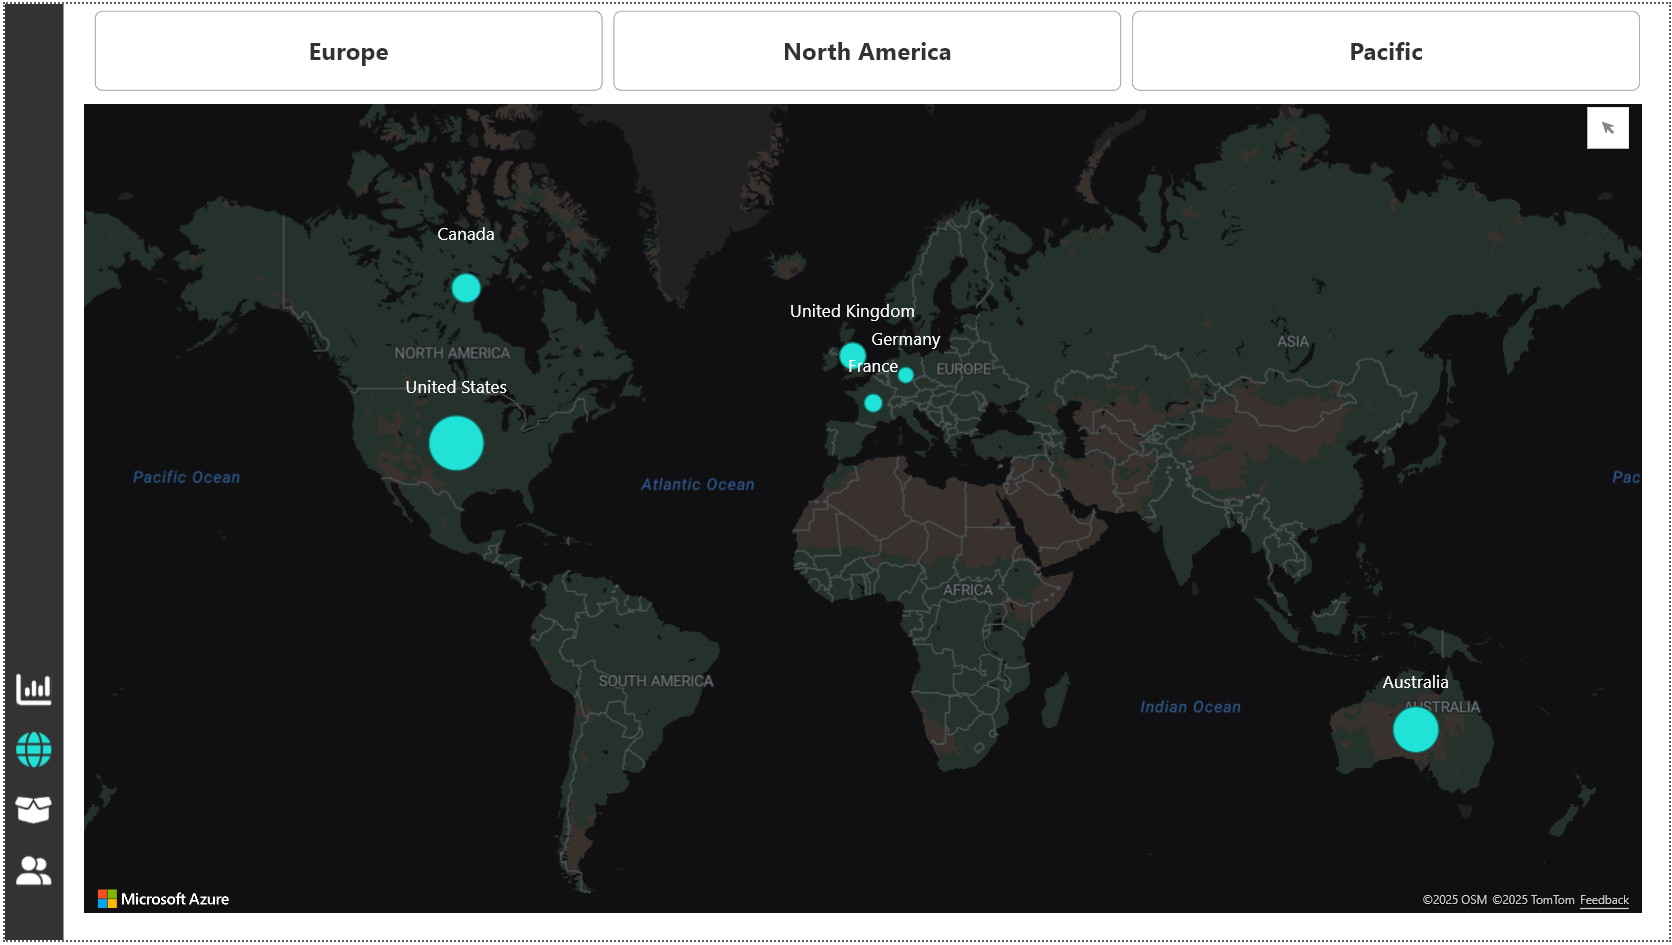 Europe
North America
Pacific
Canada
United Kingdom
Germany
NORTH AMERICA
ASIA
France
EUROPE
United States
Pacific Ocean
Atlantic Ocean
Pac
AFRICA
SOUTH AMERICA
Australia
Indian Ocean
AUSTRALIA
Microsoft Azure
©2025 OSM ©2025 TomTom Feedback